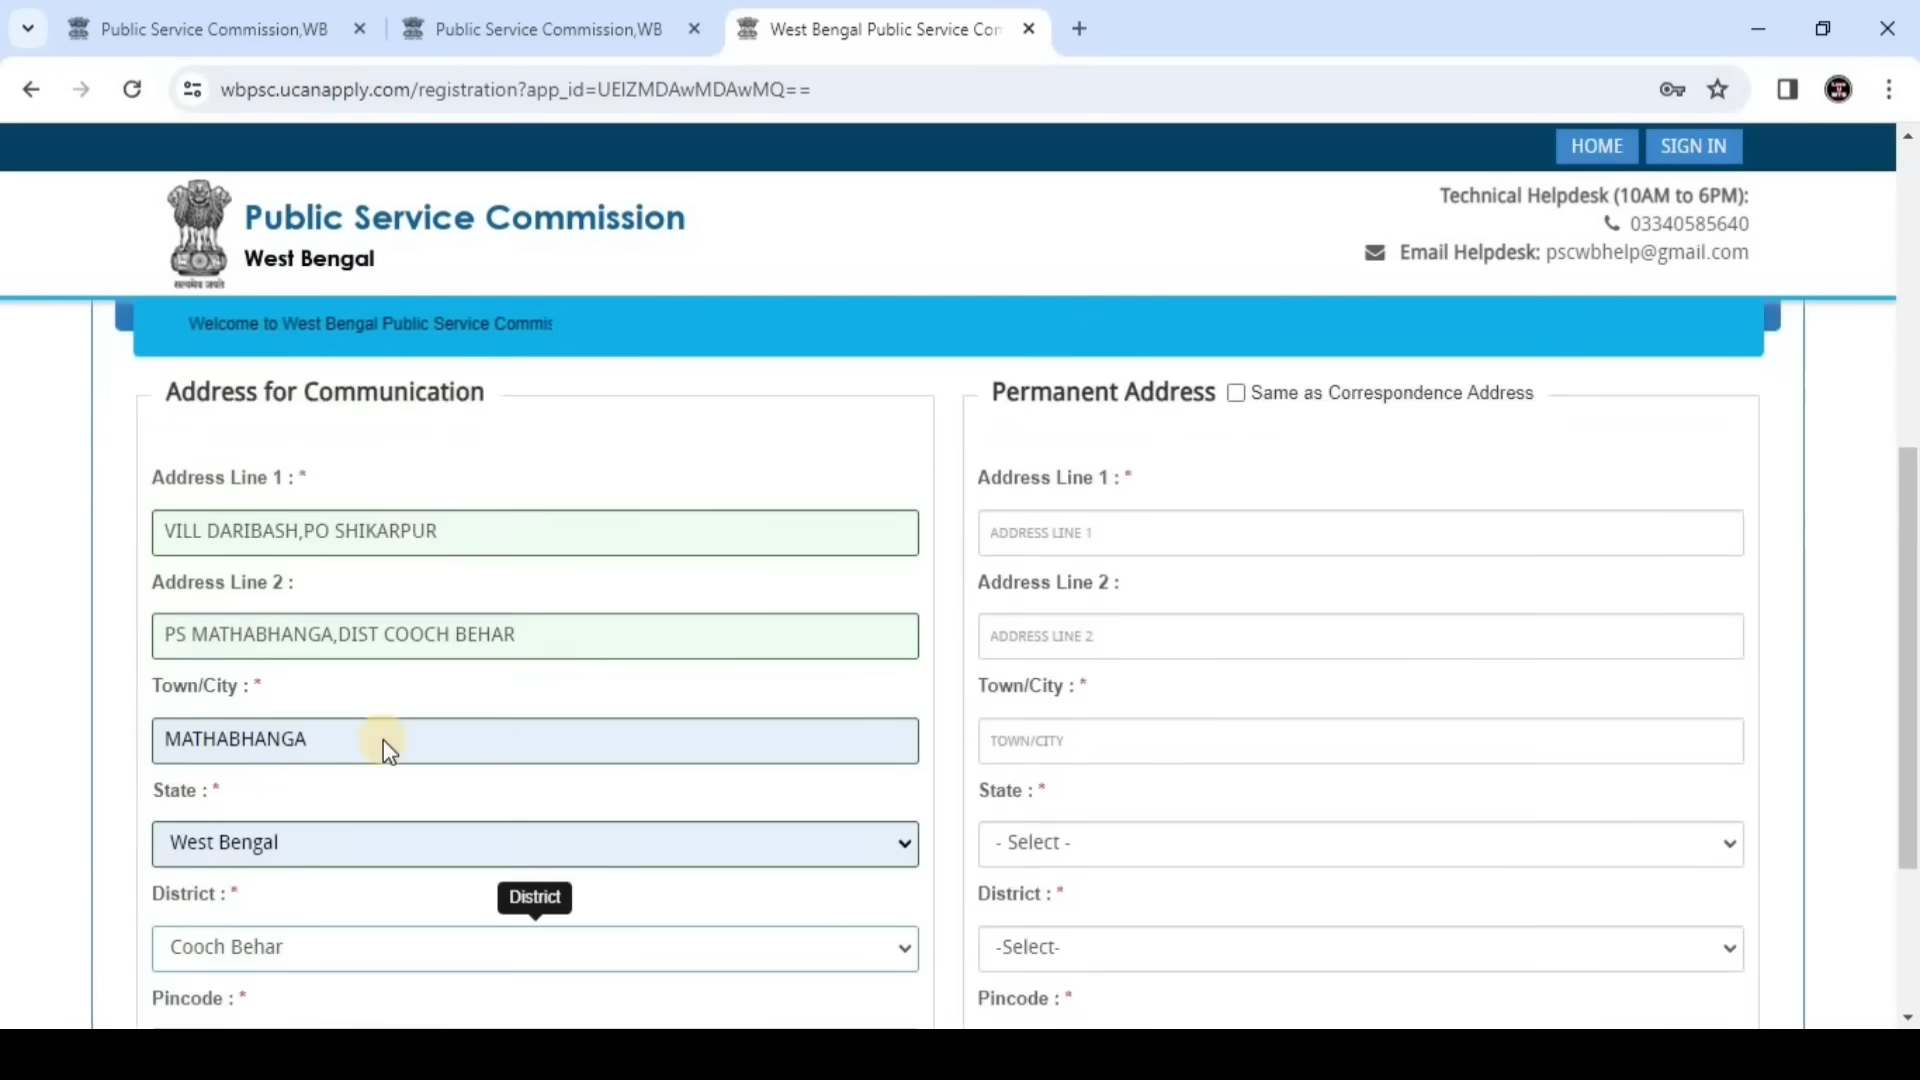 Public Service Commission,WB
Public Service Commission,WB
West Bengal Public Service Com
wbpsc.ucanapply.com/registration?app_id=UElZMDAwMDAwMQ==
HOME SIGN IN
Public Service Commission
West Bengal
सत्यमेव जयते
Technical Helpdesk (10AM to 6PM):
03340585640
Email Helpdesk: pscwbhelp@gmail.com
Welcome to West Bengal Public Service Commis
Address for Communication
Address Line 1 : *
VILL DARIBASH,PO SHIKARPUR
Address Line 2 :
PS MATHABHANGA,DIST COOCH BEHAR
Town/City : *
MATHABHANGA
State : *
West Bengal
District : *
District
Cooch Behar
Pincode : *
Permanent Address Same as Correspondence Address
Address Line 1 : *
ADDRESS LINE 1
Address Line 2 :
ADDRESS LINE 2
Town/City : *
TOWN/CITY
State : *
- Select -
District : *
-Select-
Pincode : *